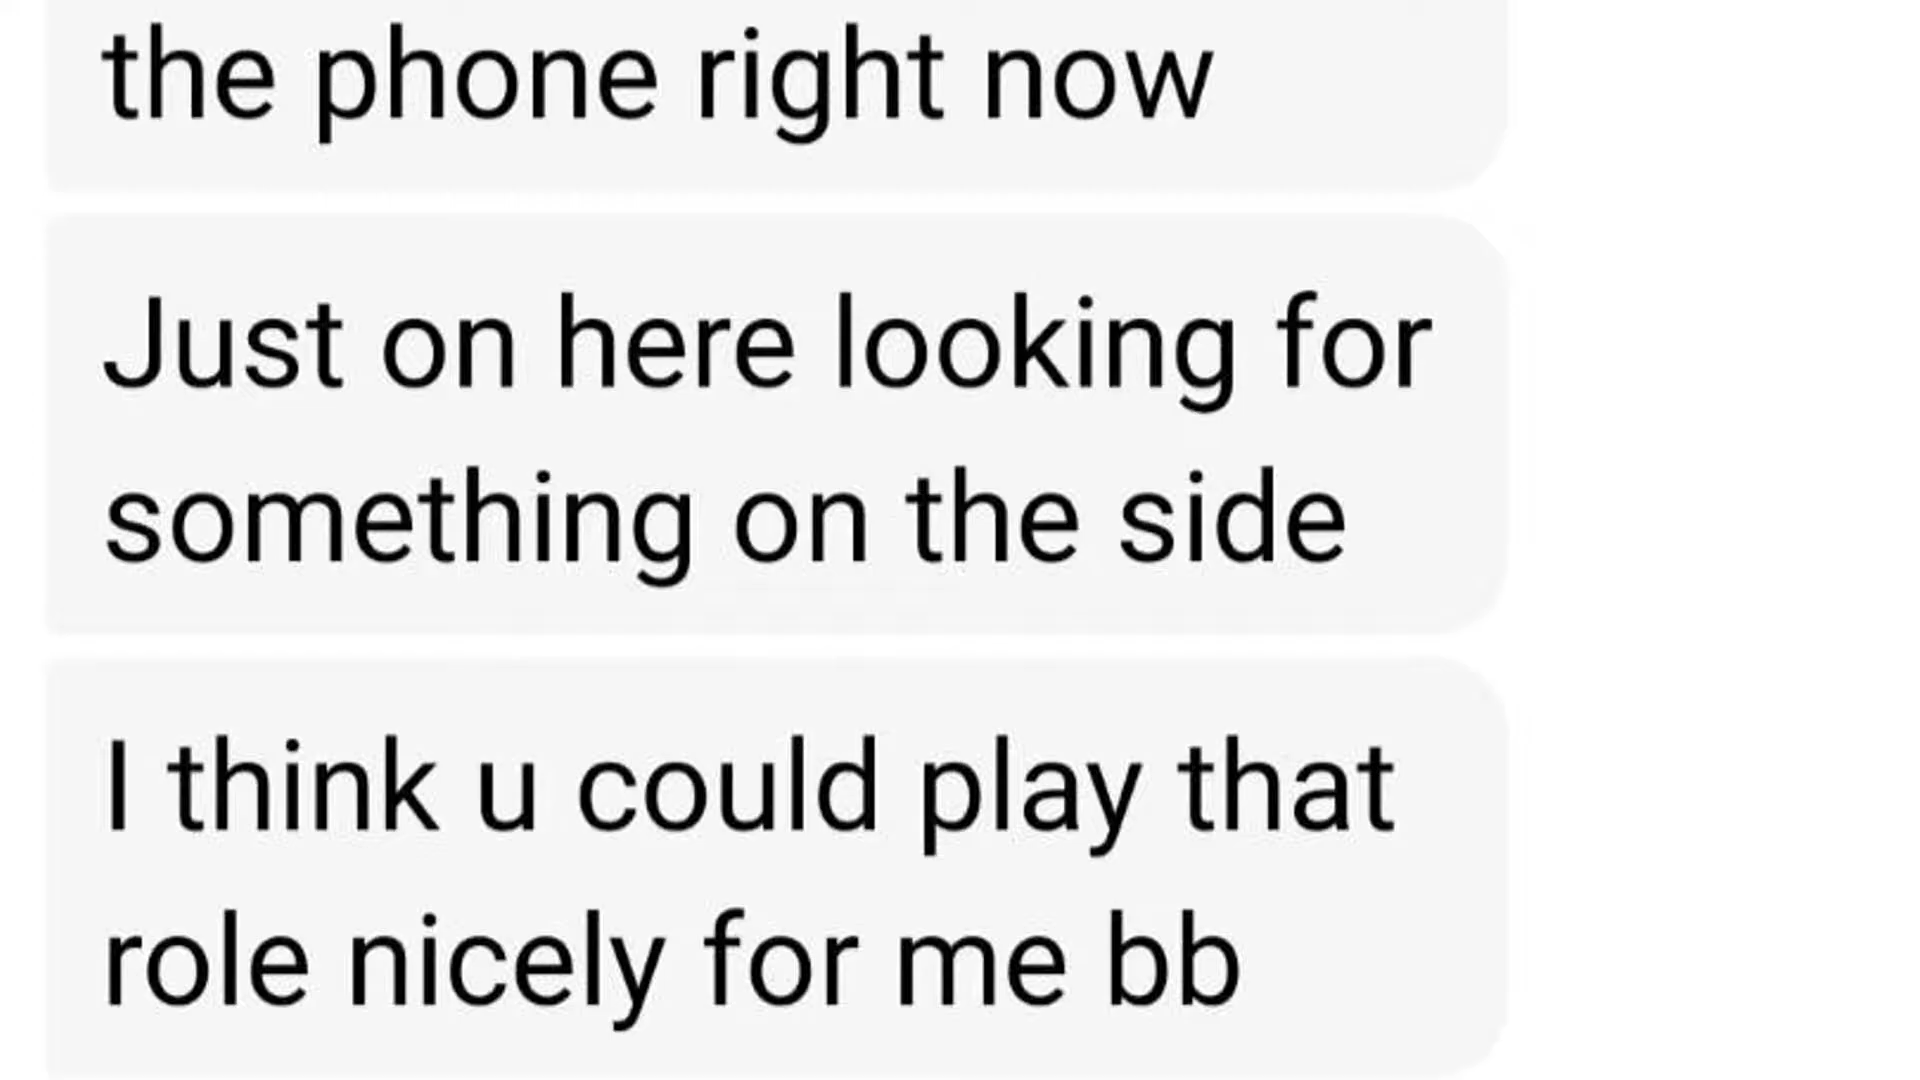 the phone right now
Just on here looking for
something on the side
I think u could play that
role nicely for me bb